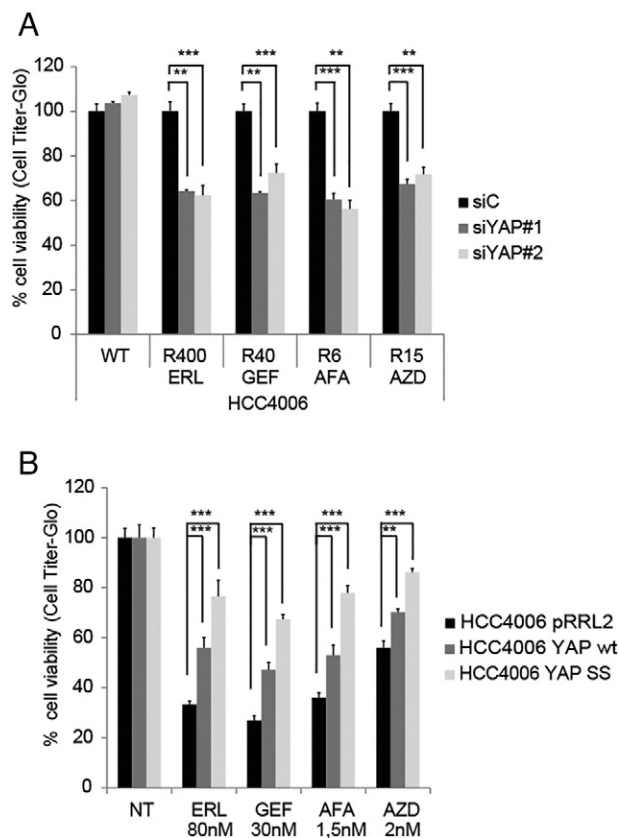 A
*** *** ** **
** ** *** ***
% cell viability (Cell Titer-Glo)
120
100
80
60
40
20
0
siC
siYAP#1
siYAP#2
WT R400 R40 R6 R15
ERL GEF AFA AZD
HCC4006
B
*** *** *** ***
*** *** *** **
% cell viability (Cell Titer-Glo)
120
100
80
60
40
20
0
HCC4006 pRRL2
HCC4006 YAP wt
HCC4006 YAP SS
NT ERL GEF AFA AZD
80nM 30nM 1,5nM 2nM